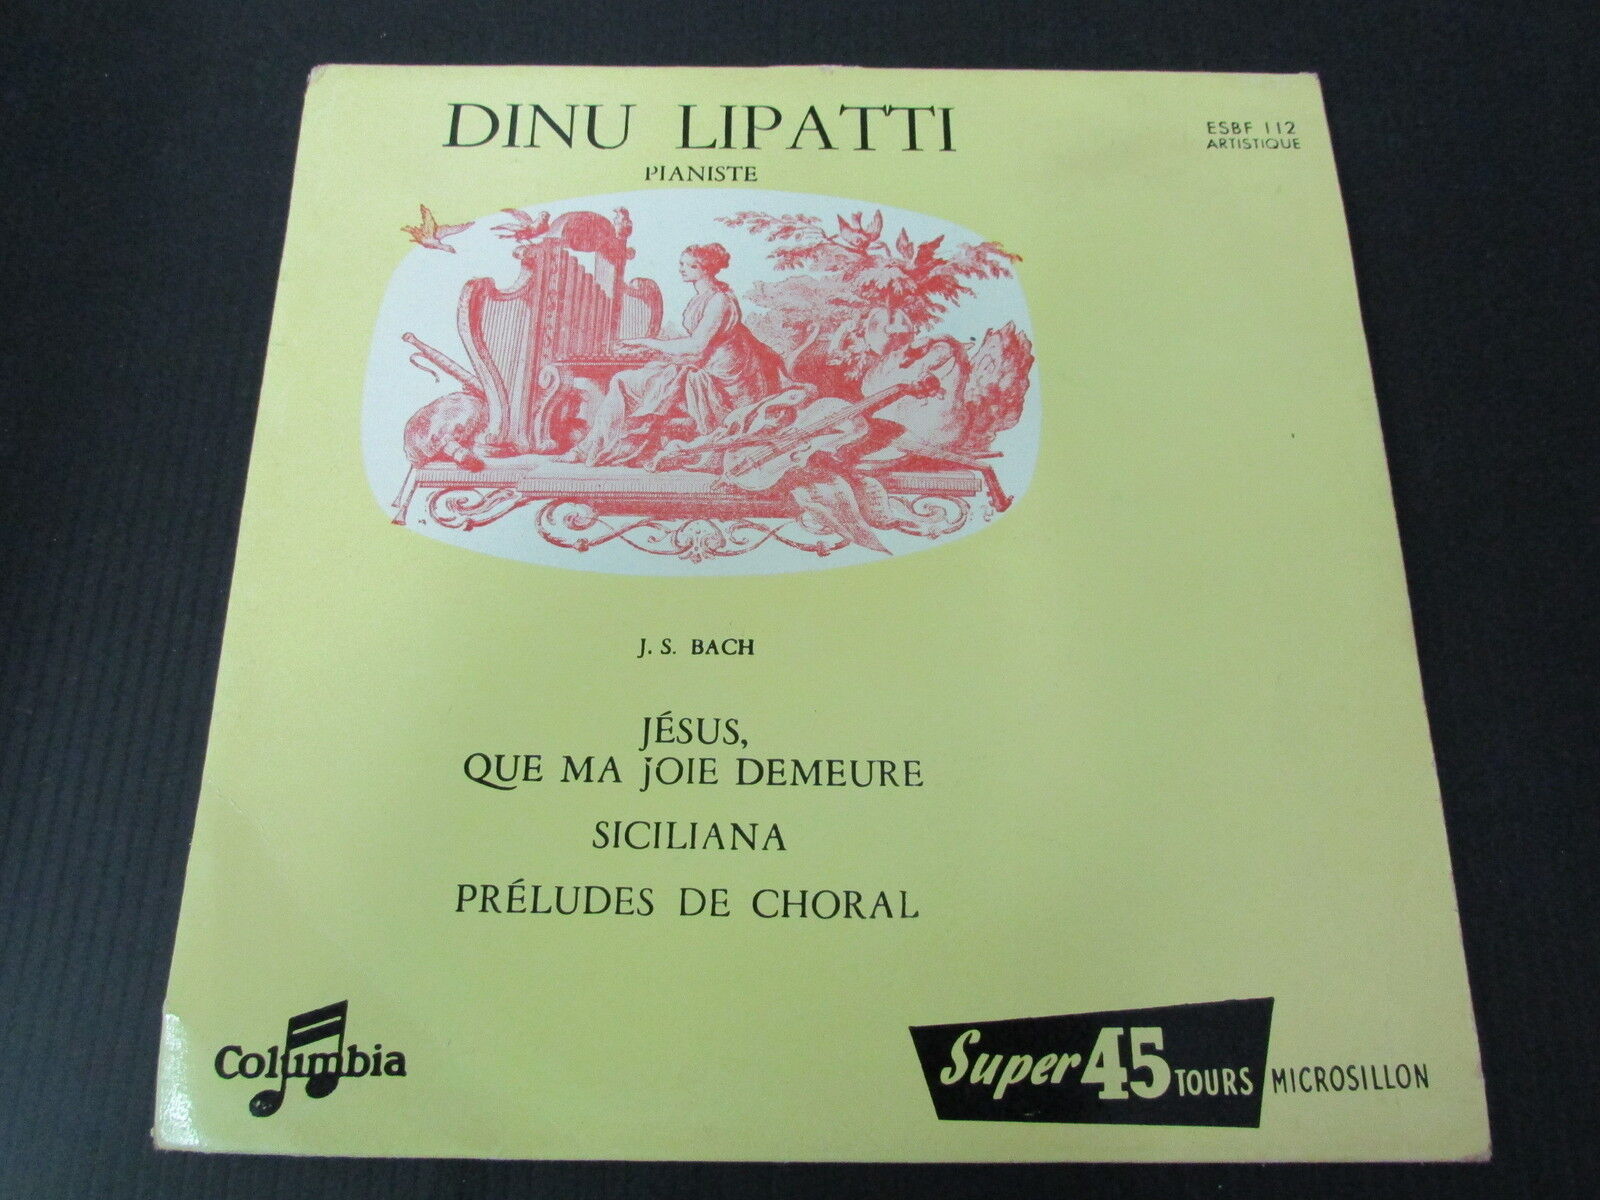 DINU LIPATTI
PIANISTE
ESBF 112
ARTISTIQUE
J. S. BACH
JÉSUS,
QUE MA JOIE DEMEURE
SICILIANA
PRÉLUDES DE CHORAL
Columbia
Super 45 TOURS MICROSILLON